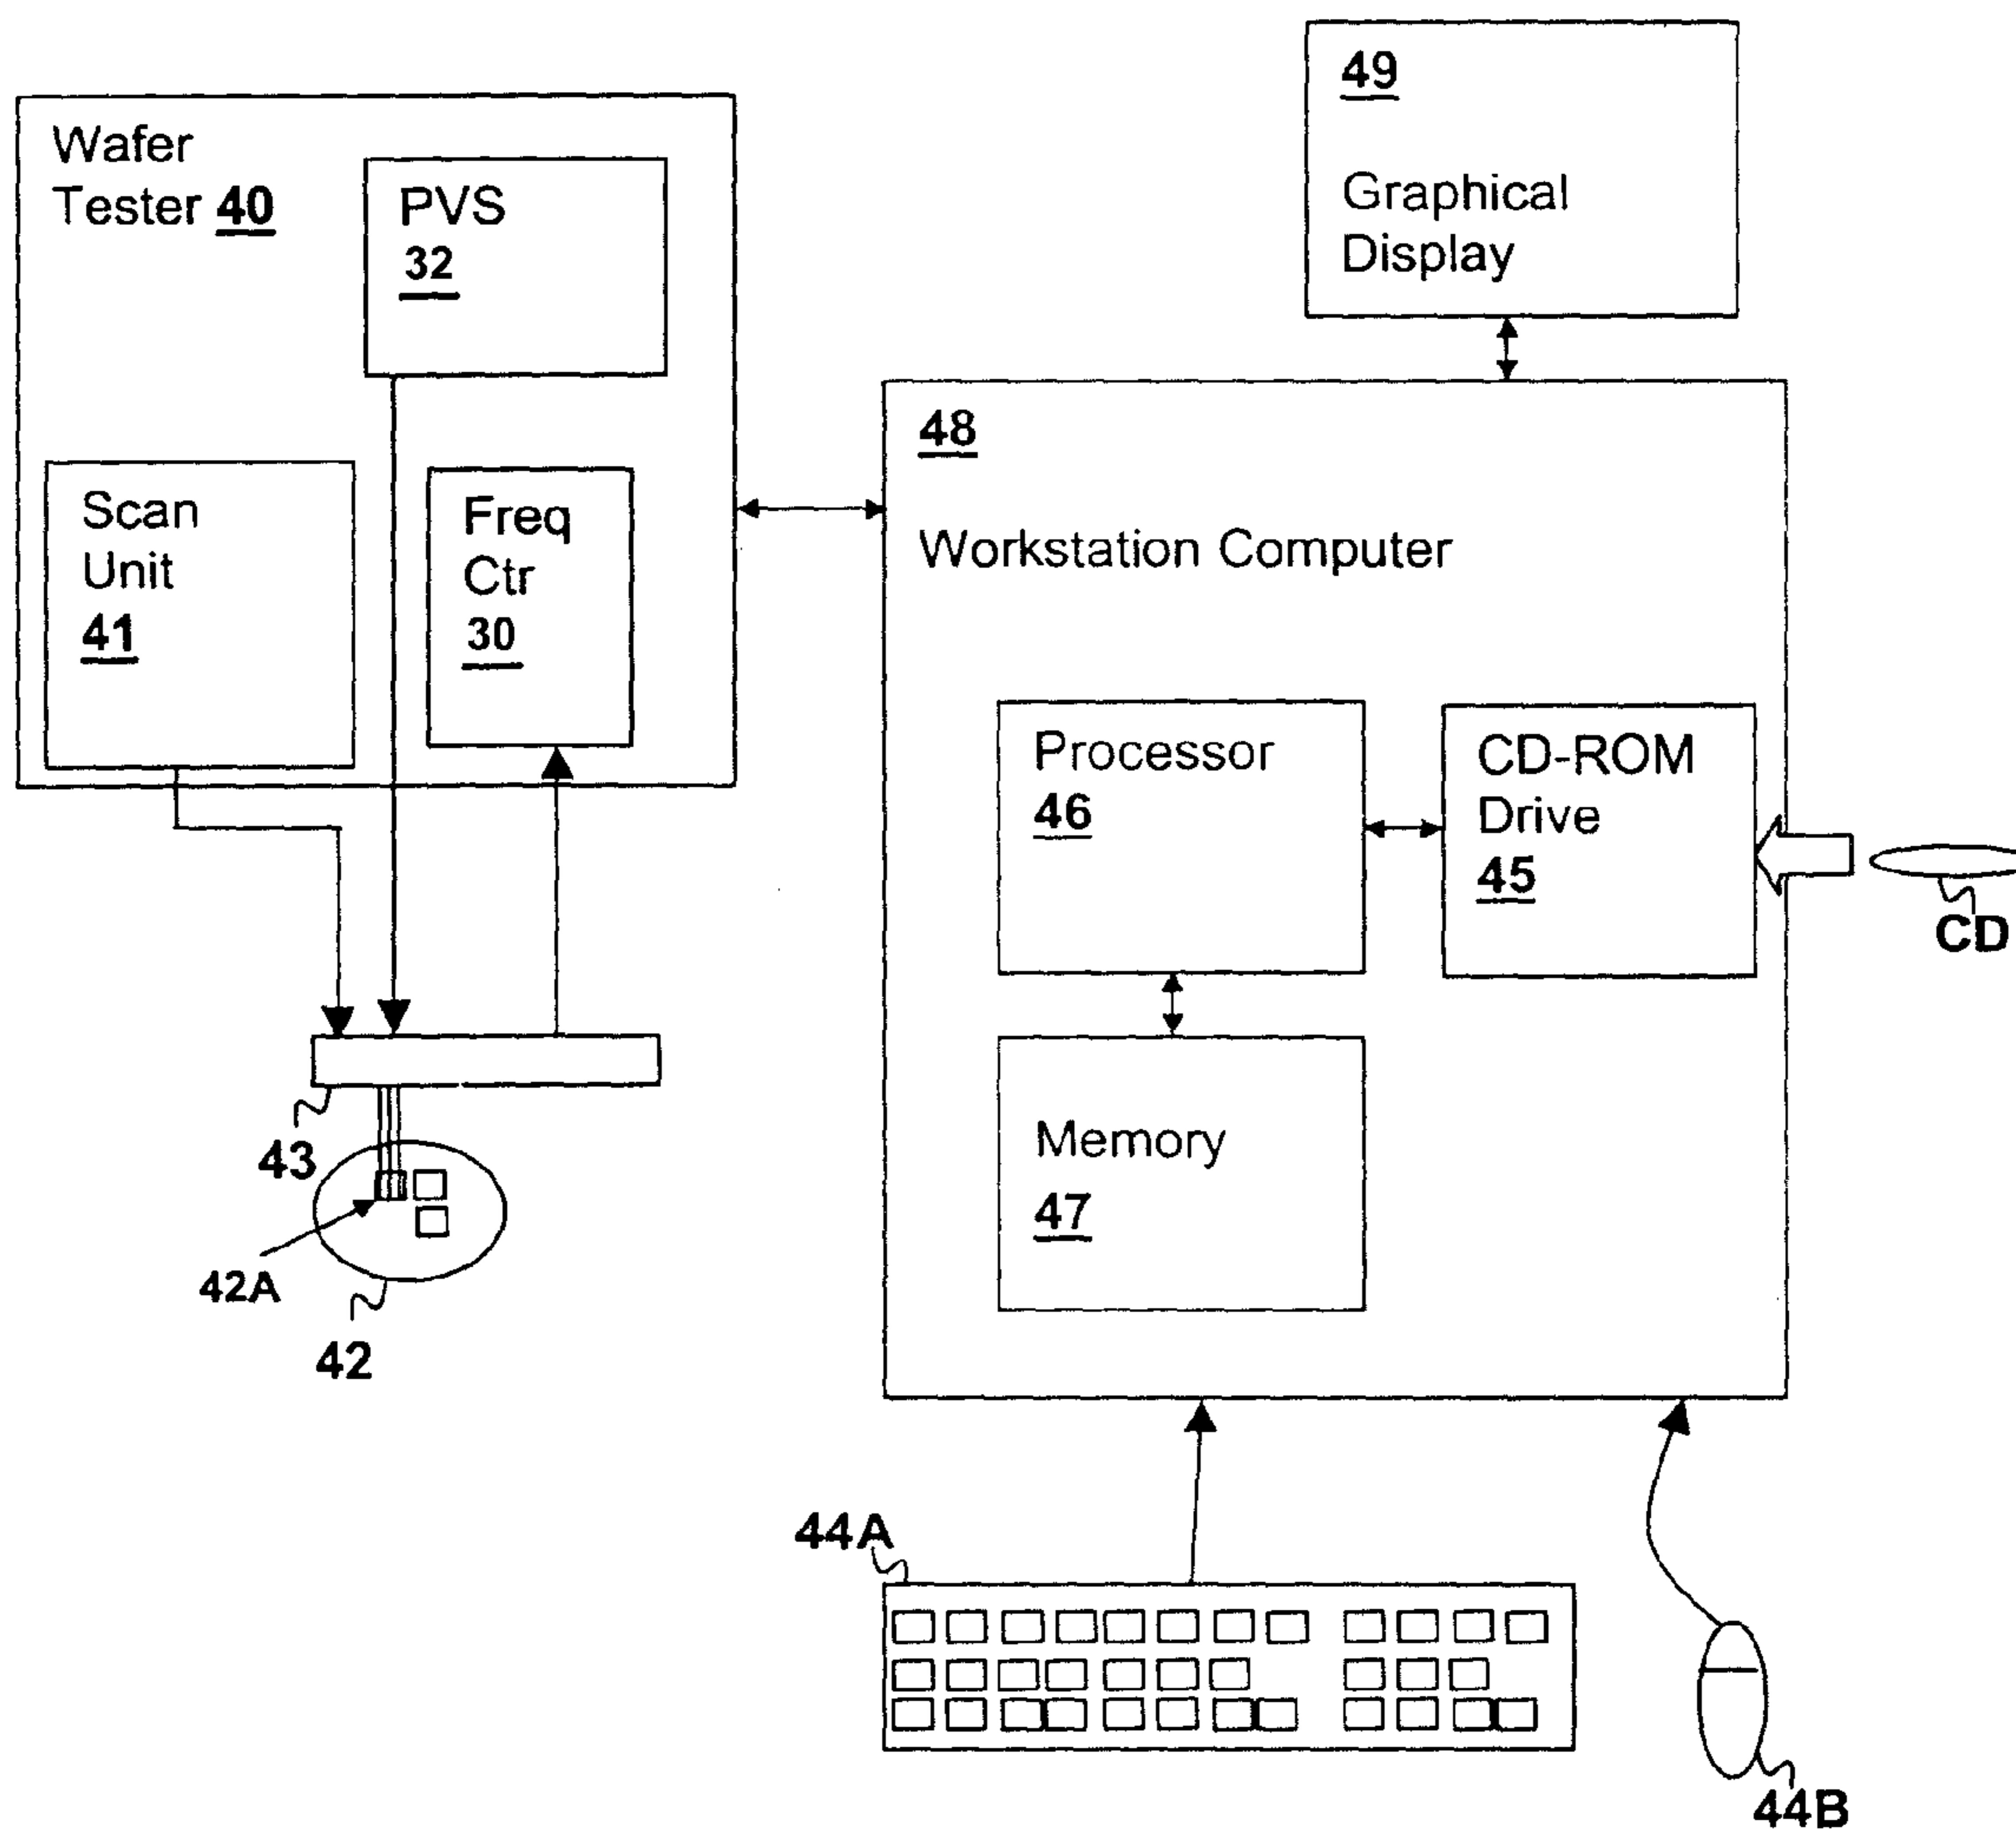 Wafer
Tester 40
PVS
32
Scan
Unit
41
Freq
Ctr
30
43
42A
42
49
Graphical
Display
48
Workstation Computer
Processor
46
CD-ROM
Drive
45
CD
Memory
47
44A
44B